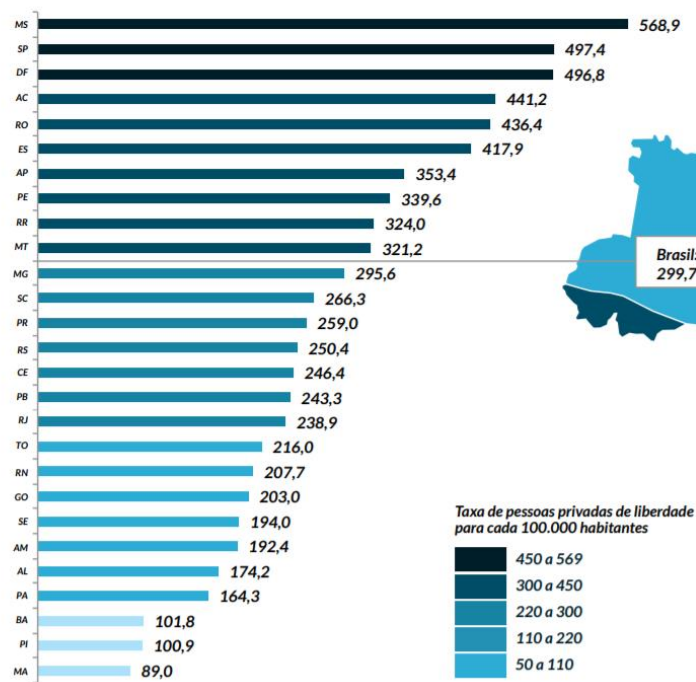 MS 568,9
SP 497,4
DF 496,8
AC 441,2
RO 436,4
ES 417,9
AP 353,4
PE 339,6
RR 324,0
MT 321,2
Brasil:
299,7
MG 295,6
SC 266,3
PR 259,0
RS 250,4
CE 246,4
PB 243,3
RJ 238,9
TO 216,0
RN 207,7
GO 203,0
SE 194,0
AM 192,4
AL 174,2
PA 164,3
BA 101,8
PI 100,9
MA 89,0
Taxa de pessoas privadas de liberdade
para cada 100.000 habitantes
450 a 569
300 a 450
220 a 300
110 a 220
50 a 110